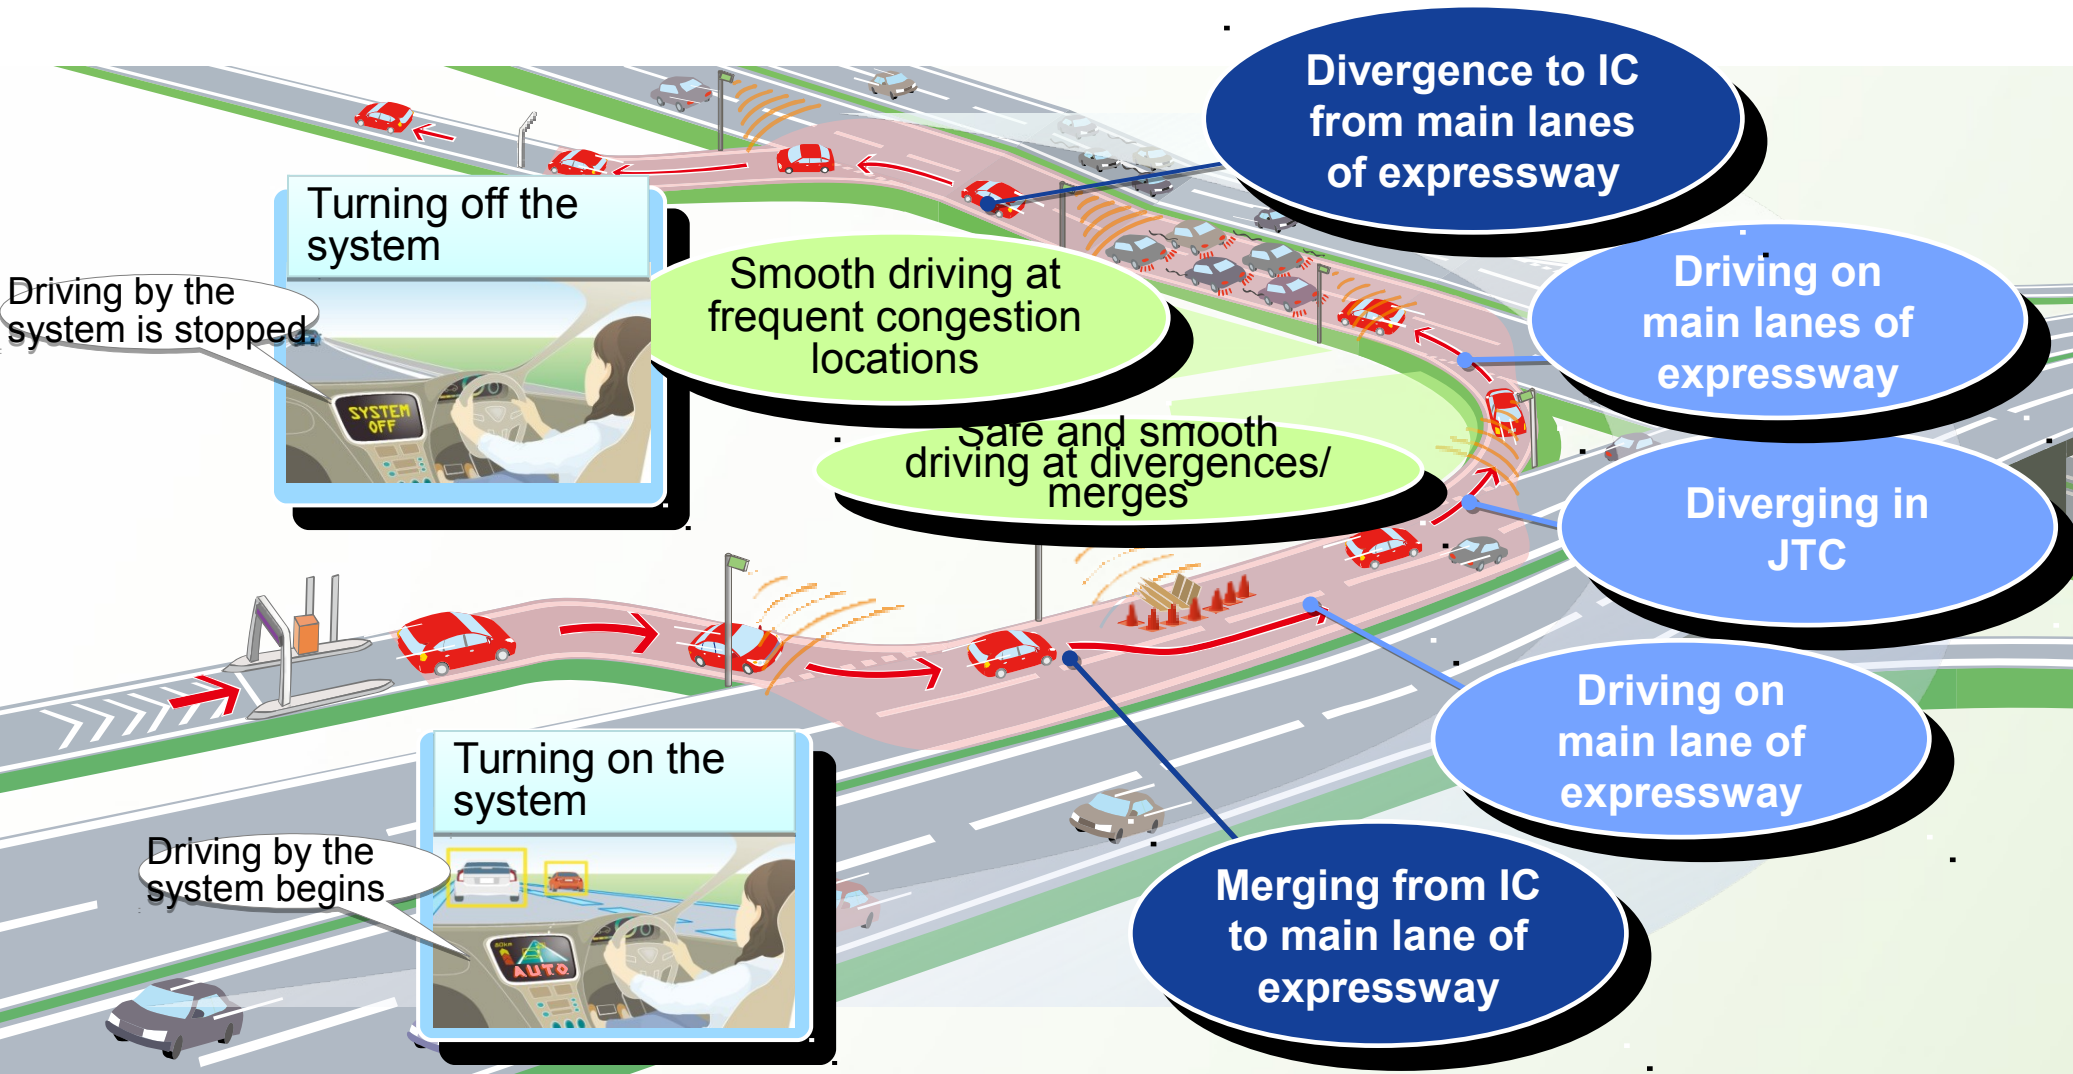 Divergence to IC
from main lanes
of expressway
Turning off the
system
Driving by the
system is stopped.
SYSTEM
OFF
Smooth driving at
frequent congestion
locations
Driving on
main lanes of
expressway
Safe and smooth
driving at divergences/
merges
Diverging in
JTC
Driving on
main lane of
expressway
Turning on the
system
Driving by the
system begins
80km
AUTO
Merging from IC
to main lane of
expressway